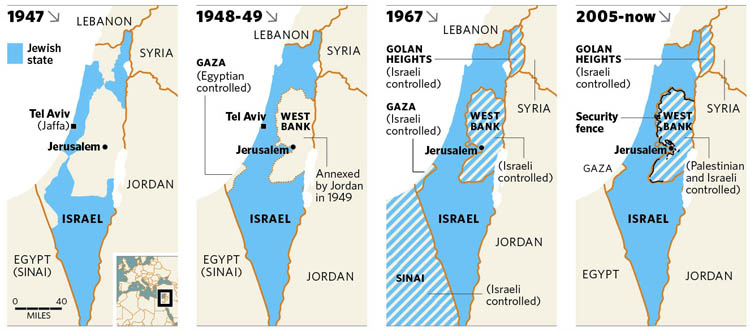 1947
LEBANON
Jewish
state
SYRIA
Tel Aviv
(Jaffa)
Jerusalem
JORDAN
ISRAEL
EGYPT
(SINAI)
0 40
MILES
1948-49
LEBANON
GAZA
(Egyptian
controlled)
SYRIA
Tel Aviv
WEST
BANK
Jerusalem
Annexed
by Jordan
in 1949
ISRAEL
EGYPT
(SINAI)
JORDAN
1967
LEBANON
GOLAN
HEIGHTS
(Israeli
controlled)
GAZA
(Israeli
controlled)
SYRIA
WEST
BANK
Jerusalem
(Israeli
controlled)
ISRAEL
JORDAN
SINAI
(Israeli
controlled)
2005-now
LEBANON
GOLAN
HEIGHTS
(Israeli
controlled)
SYRIA
Security
fence
WEST
BANK
Jerusalem
GAZA
(Palestinian
and Israeli
controlled)
ISRAEL
EGYPT
JORDAN